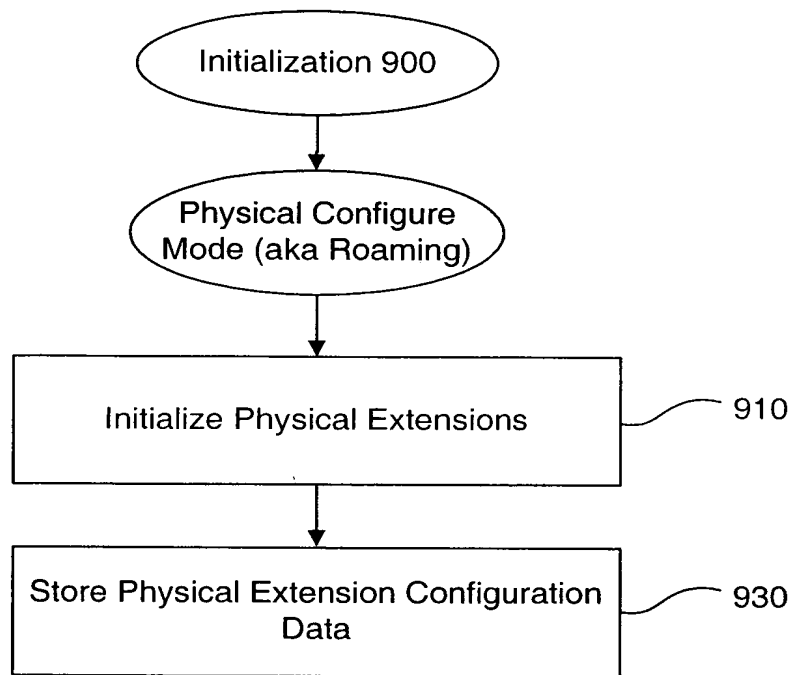 Initialization 900
Physical Configure
Mode (aka Roaming)
Initialize Physical Extensions
910
Store Physical Extension Configuration
Data
930